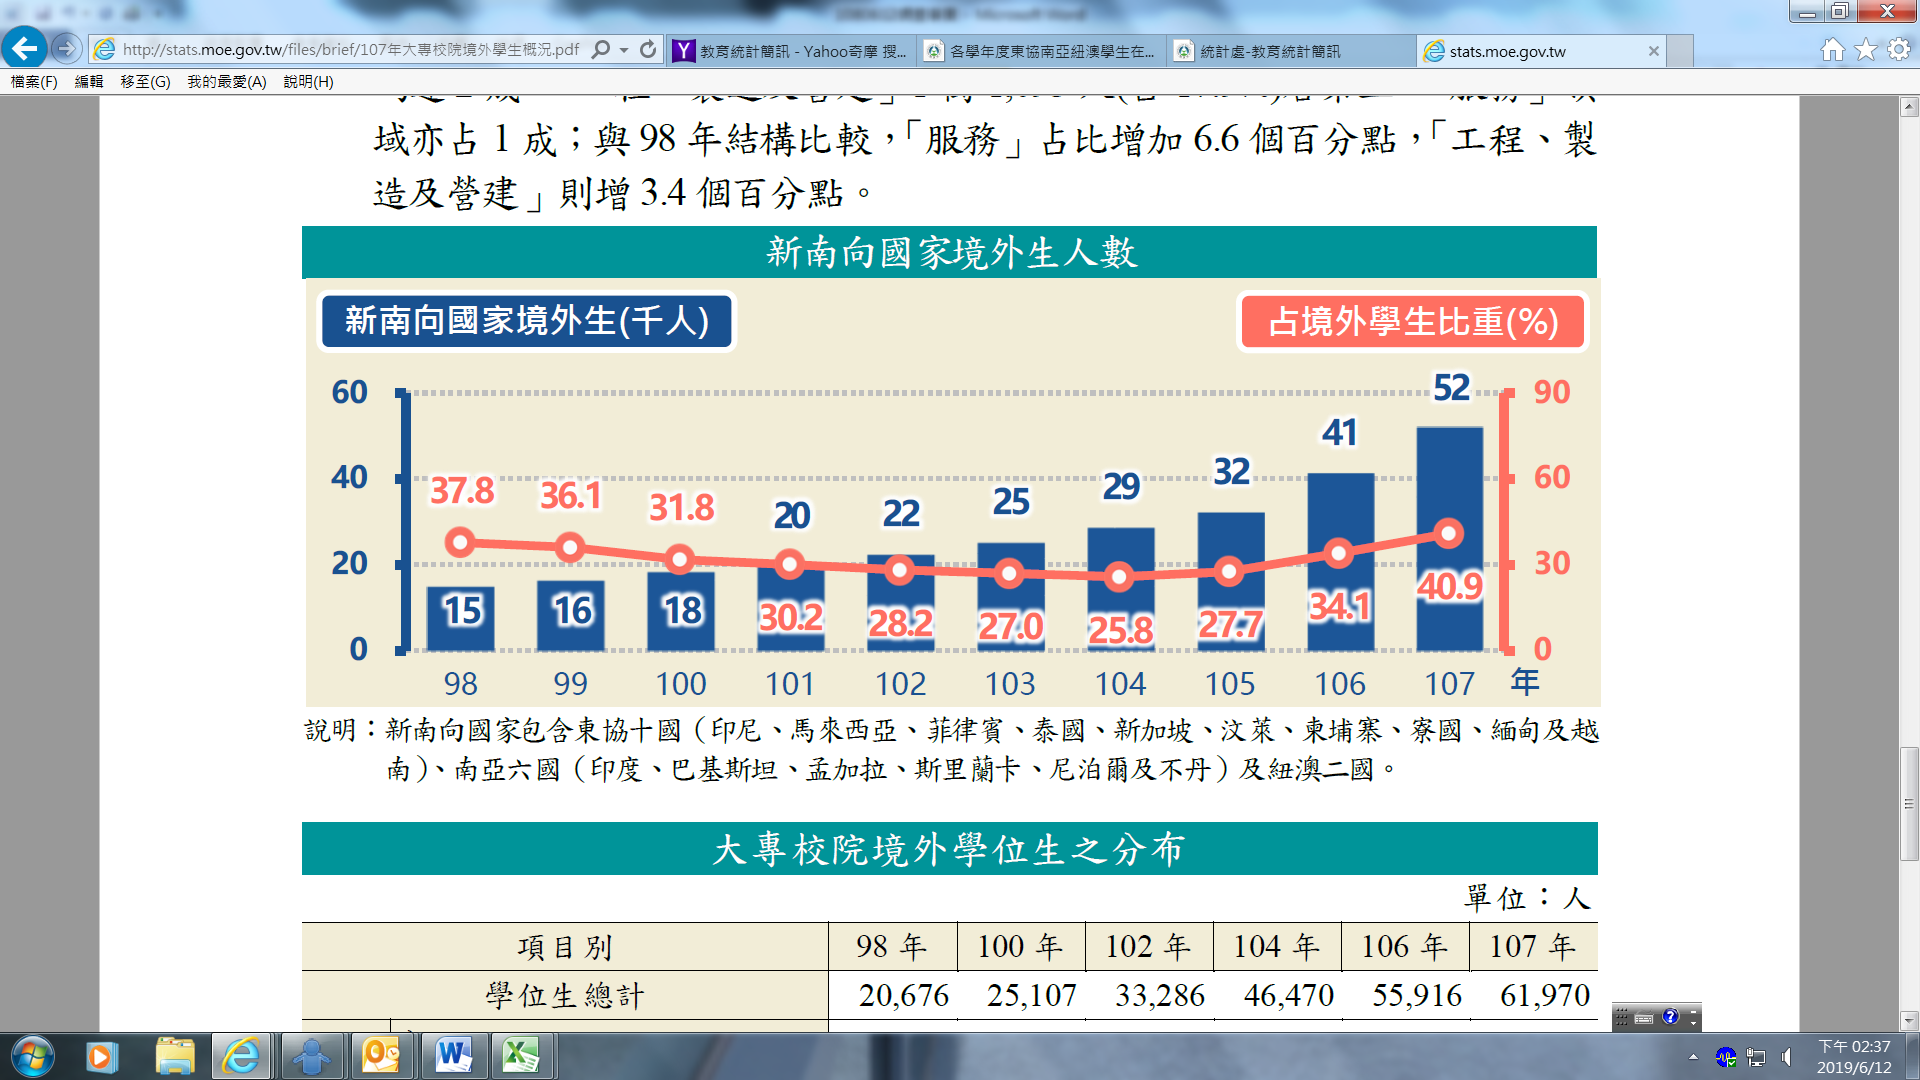 http://stats.moe.gov.tw/files/brief/107年大專校院境外學生概況.pdf
教育統計簡訊 - Yahoo奇摩 搜...
各學年度東協南亞紐澳學生在...
統計處-教育統計簡訊
stats.moe.gov.tw
檔案(F) 編輯 移至(G) 我的最愛(A) 說明(H)
域亦占 1 成；與 98 年結構比較，「服務」占比增加 6.6 個百分點，「工程、製
造及營建」則增 3.4 個百分點。
新南向國家境外生人數
新南向國家境外生(千人) 占境外學生比重(%)
60 52 90
41
40 37.8 36.1 31.8 20 22 25 29 32 60
20 30
15 16 18 30.2 28.2 27.0 25.8 27.7 34.1 40.9
0 0
98 99 100 101 102 103 104 105 106 107 年
說明：新南向國家包含東協十國（印尼、馬來西亞、菲律賓、泰國、新加坡、汶萊、柬埔寨、寮國、緬甸及越
南）、南亞六國（印度、巴基斯坦、孟加拉、斯里蘭卡、尼泊爾及不丹）及紐澳二國。
大專校院境外學位生之分布
單位：人
項目別 98 年 100 年 102 年 104 年 106 年 107 年
學位生總計 20,676 25,107 33,286 46,470 55,916 61,970
下午 02:37
2019/6/12